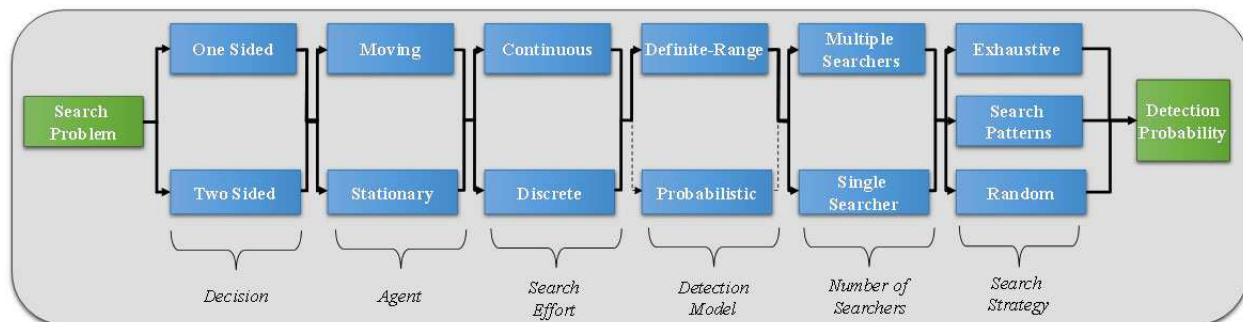 One Sided
Moving
Continuous
Definite-Range
Multiple
Searchers
Exhaustive
Search
Problem
Search
Patterns
Detection
Probability
Two Sided
Stationary
Discrete
Probabilistic
Single
Searcher
Random
Decision
Agent
Search
Effort
Detection
Model
Number of
Searchers
Search
Strategy